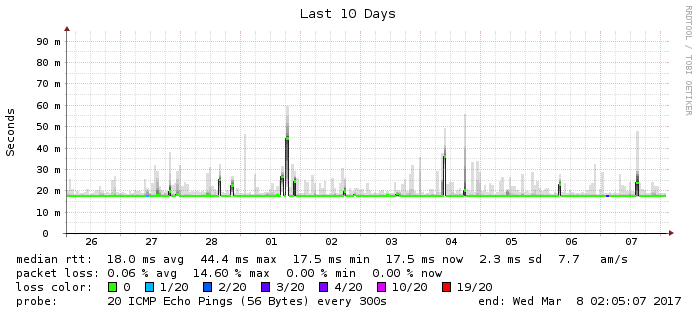 Last 10 Days
RRDTOOL / TOBI OETIKER
Seconds
90 m
80 m
70 m
60 m
50 m
40 m
30 m
20 m
10 m
0
26 27 28 01 02 03 04 05 06 07
median rtt: 18.0 ms avg 44.4 ms max 17.5 ms min 17.5 ms now 2.3 ms sd 7.7 am/s
packet loss: 0.06 % avg 14.60 % max 0.00 % min 0.00 % now
loss color: 0 1/20 2/20 3/20 4/20 10/20 19/20
probe: 20 ICMP Echo Pings (56 Bytes) every 300s end: Wed Mar 8 02:05:07 2017